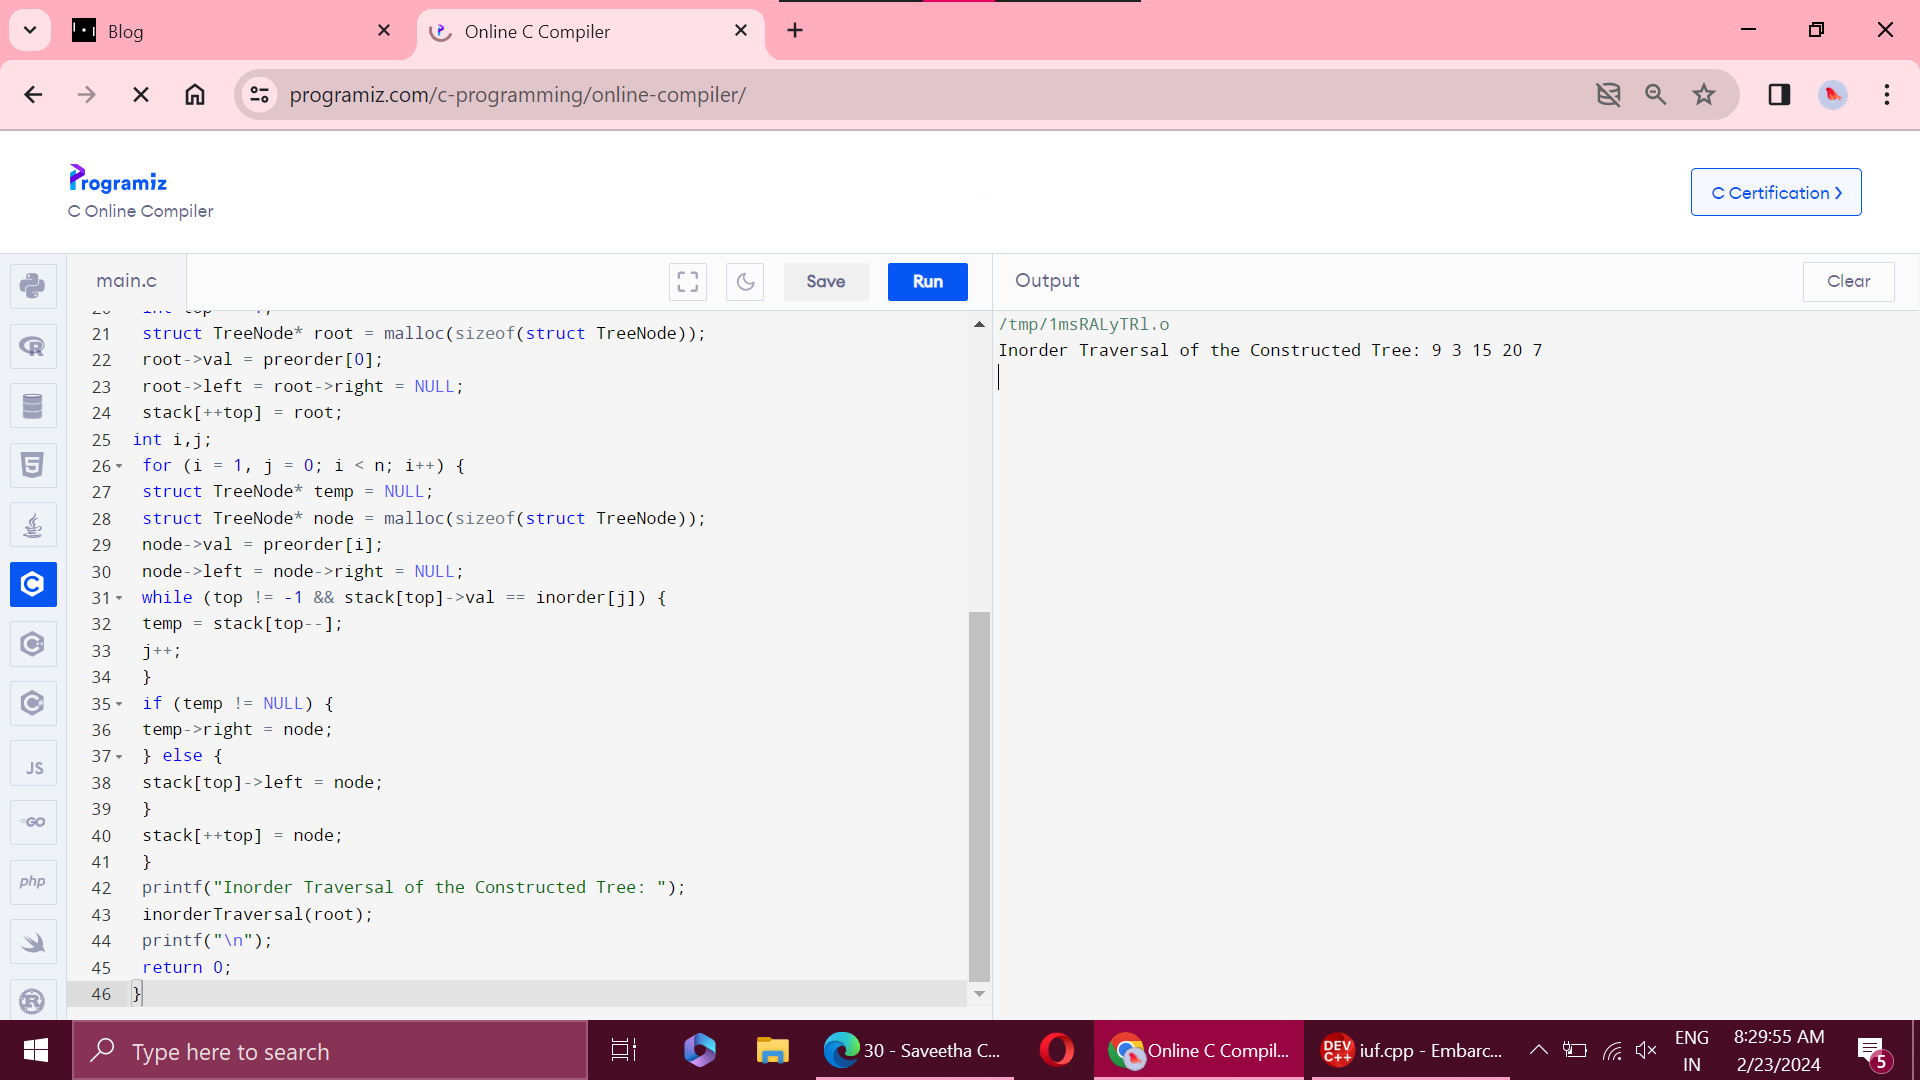 Blog
Online C Compiler
programiz.com/c-programming/online-compiler/
Programiz
C Online Compiler
C Certification
main.c
Save
Run
Output
Clear
21 struct TreeNode* root = malloc(sizeof(struct TreeNode));
22 root->val = preorder[0];
23 root->left = root->right = NULL;
24 stack[++top] = root;
25 int i,j;
26 for (i = 1, j = 0; i < n; i++) {
27 struct TreeNode* temp = NULL;
28 struct TreeNode* node = malloc(sizeof(struct TreeNode));
29 node->val = preorder[i];
30 node->left = node->right = NULL;
31 while (top != -1 && stack[top]->val == inorder[j]) {
32 temp = stack[top--];
33 j++;
34 }
35 if (temp != NULL) {
36 temp->right = node;
37 } else {
38 stack[top]->left = node;
39 }
40 stack[++top] = node;
41 }
42 printf("Inorder Traversal of the Constructed Tree: ");
43 inorderTraversal(root);
44 printf("\n");
45 return 0;
46 }
/tmp/1msRALyTRl.o
Inorder Traversal of the Constructed Tree: 9 3 15 20 7
JS
GO
php
Type here to search
30 - Saveetha C...
Online C Compil...
DEV
C++
iuf.cpp - Embarc...
ENG
IN
8:29:55 AM
2/23/2024
5